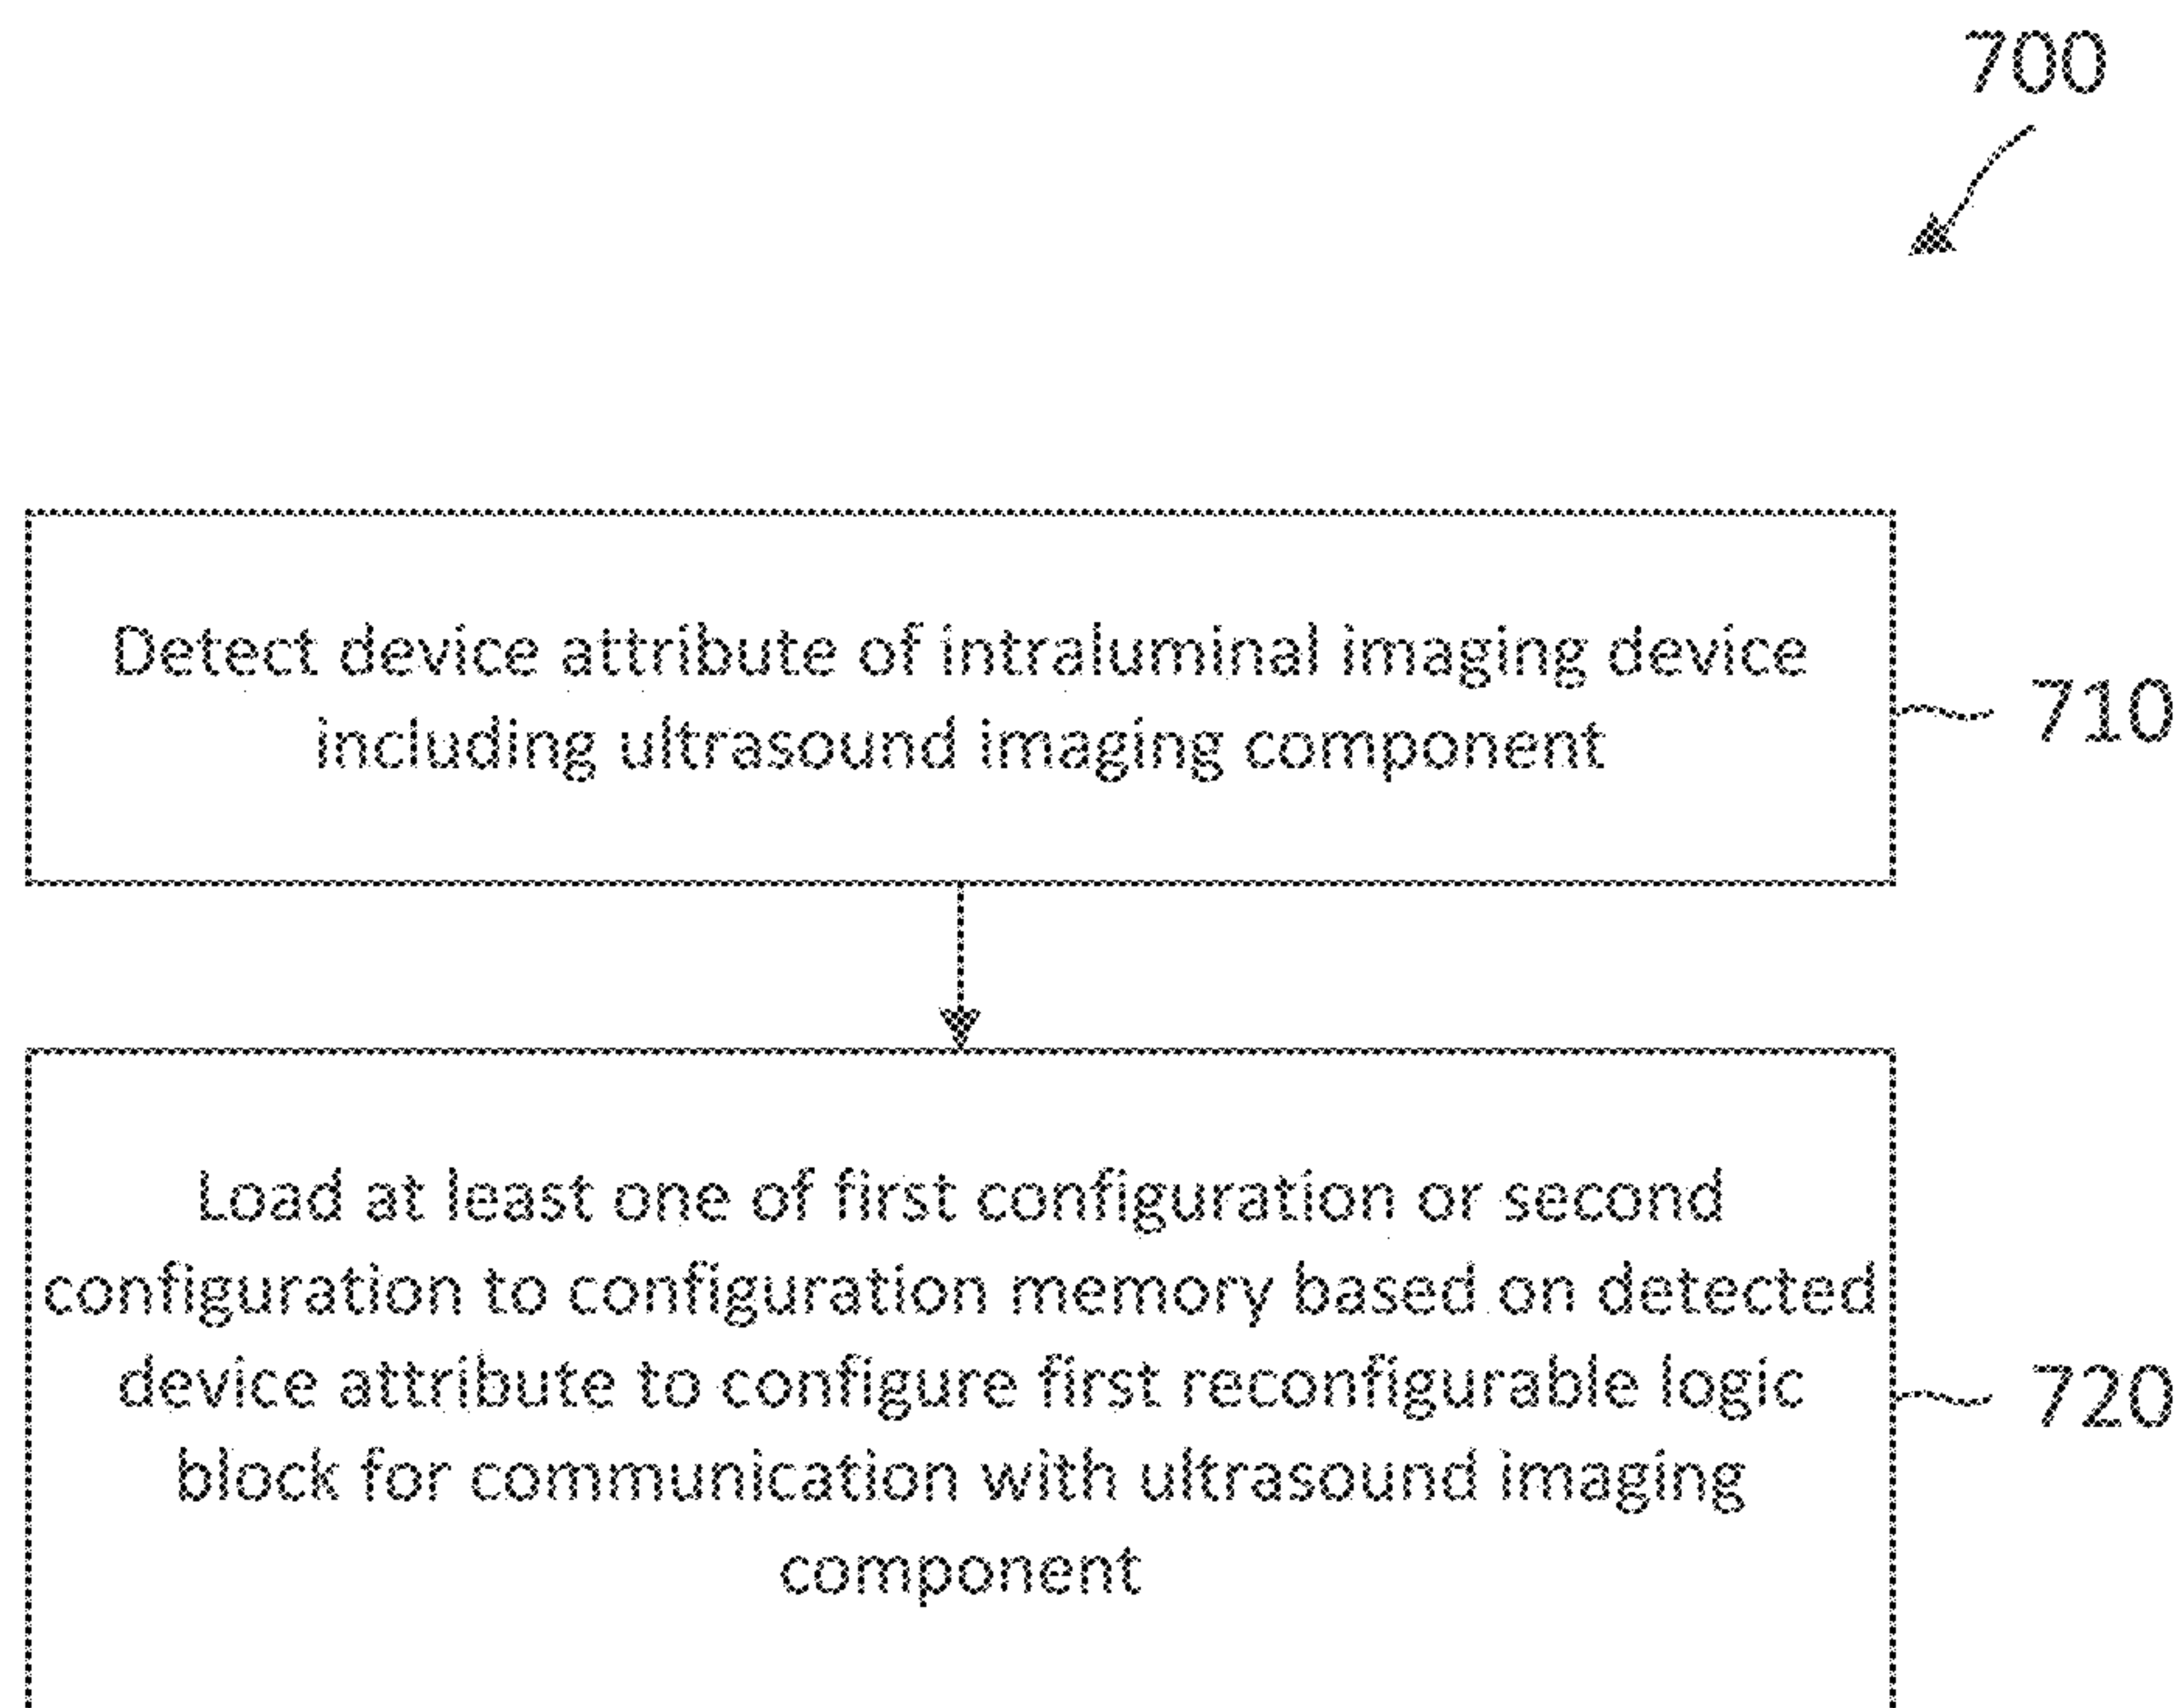 700
Detect device attribute of intraluminal imaging device
including ultrasound imaging component
710
Load at least one of first configuration or second
configuration to configuration memory based on detected
device attribute to configure first reconfigurable logic
block for communication with ultrasound imaging
component
720